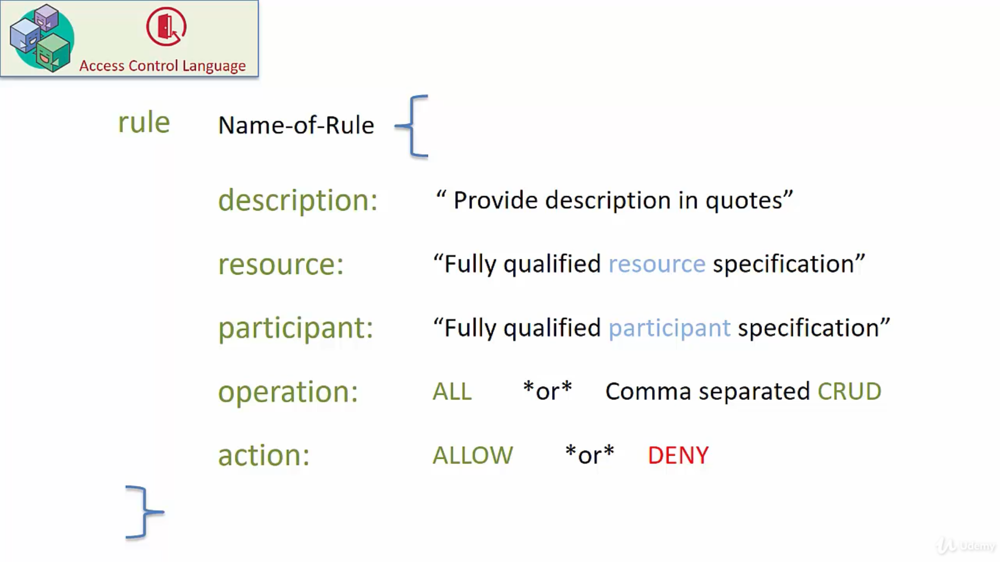 Access Control Language
rule Name-of-Rule {
description: “ Provide description in quotes”
resource: “Fully qualified resource specification”
participant: “Fully qualified participant specification”
operation: ALL *or* Comma separated CRUD
action: ALLOW *or* DENY
}
Udemy